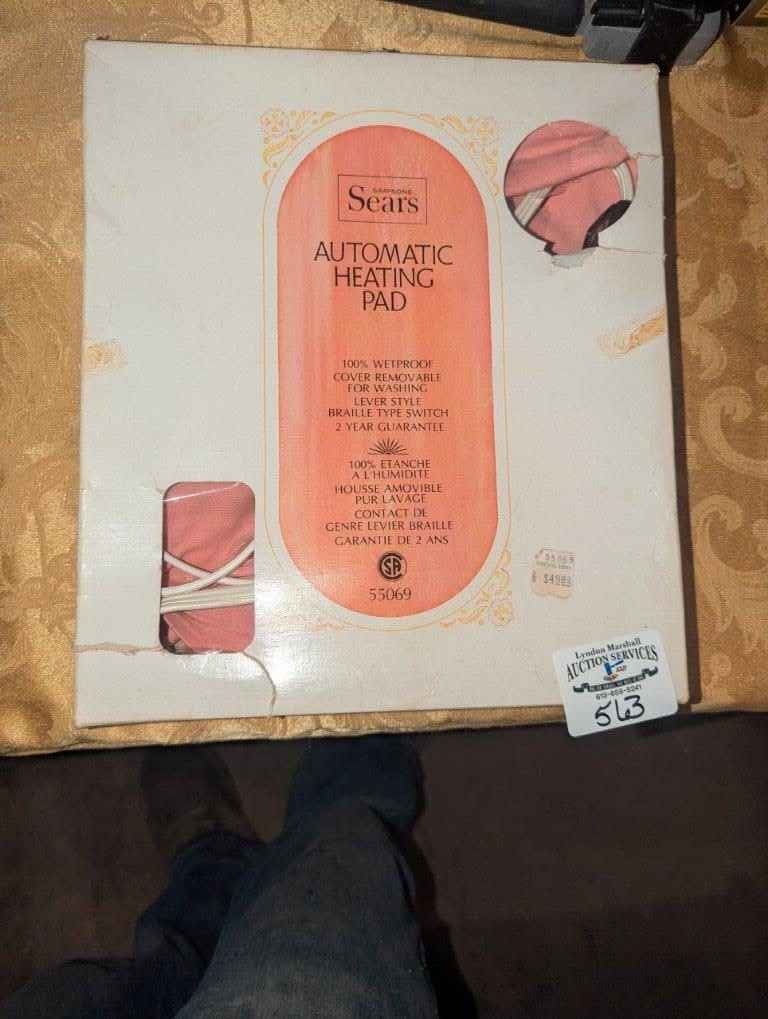 SIMPSONS
Sears
AUTOMATIC
HEATING
PAD
100% WETPROOF
COVER REMOVABLE
FOR WASHING
LEVER STYLE
BRAILLE TYPE SWITCH
2 YEAR GUARANTEE
100% ETANCHE
A L'HUMIDITE
HOUSSE AMOVIBLE
PUR LAVAGE
CONTACT DE
GENRE LEVIER BRAILLE
GARANTIE DE 2 ANS
SA
55069
Lyndon Marshall
AUCTION SERVICES
563